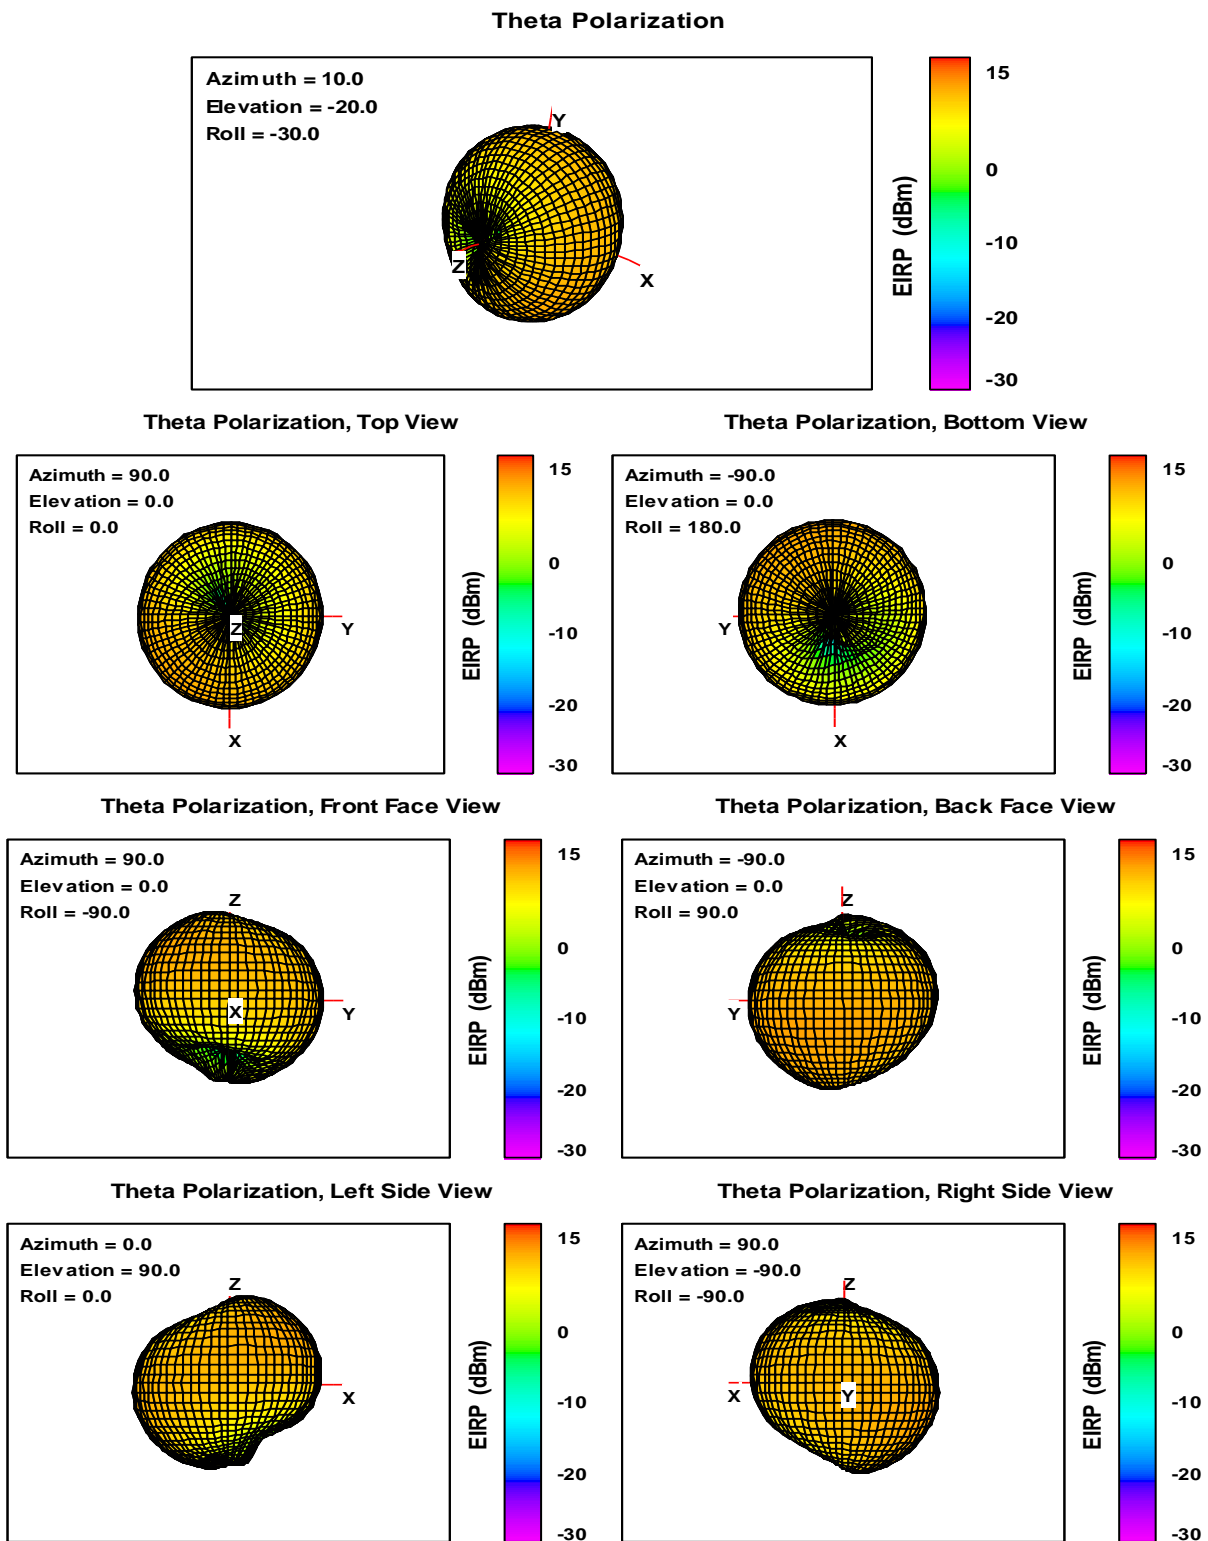 Theta Polarization
Azimuth = 10.0
Elevation = -20.0
Roll = -30.0
Y
Z
X
15
0
-10
-20
-30
EIRP (dBm)
Theta Polarization, Top View
Azimuth = 90.0
Elevation = 0.0
Roll = 0.0
Z
Y
X
15
0
-10
-20
-30
EIRP (dBm)
Theta Polarization, Bottom View
Azimuth = -90.0
Elevation = 0.0
Roll = 180.0
Y
X
15
0
-10
-20
-30
EIRP (dBm)
Theta Polarization, Front Face View
Azimuth = 90.0
Elevation = 0.0
Roll = -90.0
Z
X
Y
15
0
-10
-20
-30
EIRP (dBm)
Theta Polarization, Back Face View
Azimuth = -90.0
Elevation = 0.0
Roll = 90.0
Z
Y
15
0
-10
-20
-30
EIRP (dBm)
Theta Polarization, Left Side View
Azimuth = 0.0
Elevation = 90.0
Roll = 0.0
Z
X
15
0
-10
-20
-30
EIRP (dBm)
Theta Polarization, Right Side View
Azimuth = 90.0
Elevation = -90.0
Roll = -90.0
Z
X
Y
15
0
-10
-20
-30
EIRP (dBm)